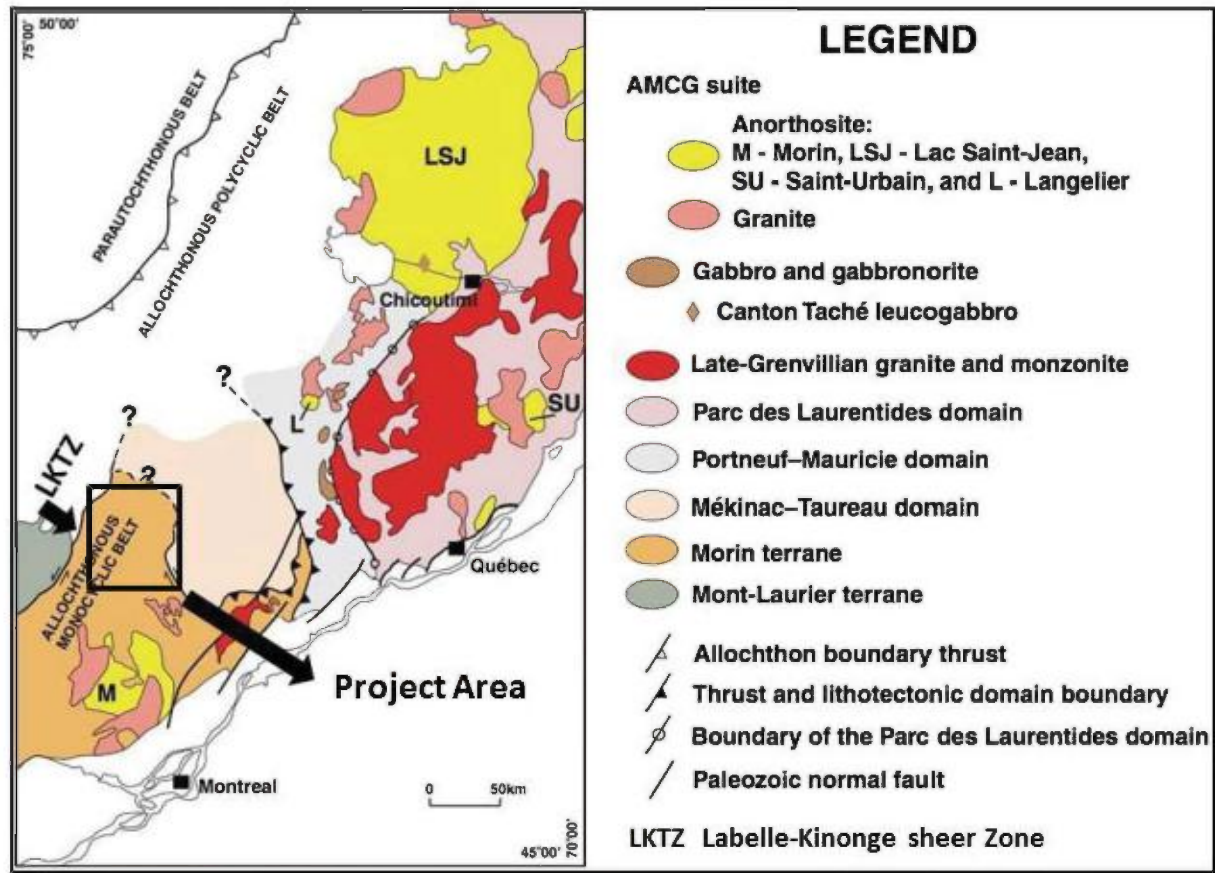 50°00'
75°00'
PARAUTOCHTHONOUS BELT
ALLOCHTHONOUS POLYCYCLIC BELT
LSJ
Chicoutimi
?
L
SU
?
?
LKTZ
ALLOCHTHONOUS
MONOCYCLIC BELT
Québec
M
Project Area
Montreal
0 50km
45°00'
70°00'
LEGEND
AMCG suite
Anorthosite:
M - Morin, LSJ - Lac Saint-Jean,
SU - Saint-Urbain, and L - Langelier
Granite
Gabbro and gabbronorite
Canton Taché leucogabbro
Late-Grenvillian granite and monzonite
Parc des Laurentides domain
Portneuf–Mauricie domain
Mékinac–Taureau domain
Morin terrane
Mont-Laurier terrane
Allochthon boundary thrust
Thrust and lithotectonic domain boundary
Boundary of the Parc des Laurentides domain
Paleozoic normal fault
LKTZ Labelle-Kinonge sheer Zone